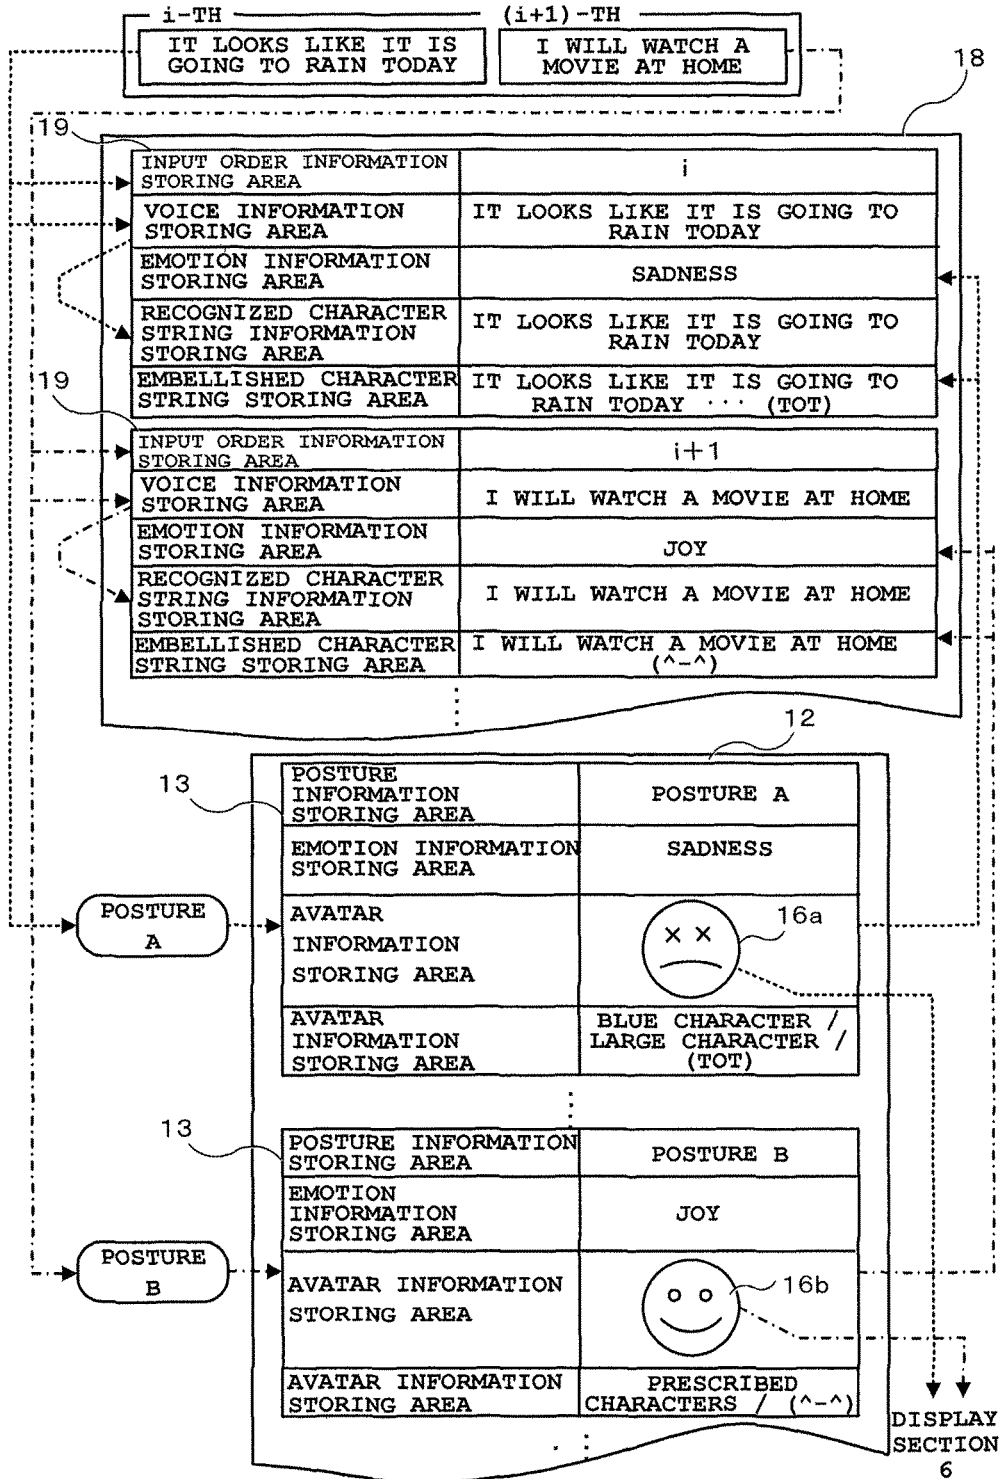 i-TH
(i+1)-TH
IT LOOKS LIKE IT IS
GOING TO RAIN TODAY
I WILL WATCH A
MOVIE AT HOME
18
19
INPUT ORDER INFORMATION
STORING AREA
i
VOICE INFORMATION
STORING AREA
IT LOOKS LIKE IT IS GOING TO
RAIN TODAY
EMOTION INFORMATION
STORING AREA
SADNESS
RECOGNIZED CHARACTER
STRING INFORMATION
STORING AREA
IT LOOKS LIKE IT IS GOING TO
RAIN TODAY
19
EMBELLISHED CHARACTER
STRING STORING AREA
IT LOOKS LIKE IT IS GOING TO
RAIN TODAY ··· (TOT)
INPUT ORDER INFORMATION
STORING AREA
i+1
VOICE INFORMATION
STORING AREA
I WILL WATCH A MOVIE AT HOME
EMOTION INFORMATION
STORING AREA
JOY
RECOGNIZED CHARACTER
STRING INFORMATION
STORING AREA
I WILL WATCH A MOVIE AT HOME
EMBELLISHED CHARACTER
STRING STORING AREA
I WILL WATCH A MOVIE AT HOME
(^-^)
12
13
POSTURE
INFORMATION
STORING AREA
POSTURE A
EMOTION INFORMATION
STORING AREA
SADNESS
POSTURE
A
AVATAR
INFORMATION
STORING AREA
16a
AVATAR
INFORMATION
STORING AREA
BLUE CHARACTER /
LARGE CHARACTER /
(TOT)
13
POSTURE INFORMATION
STORING AREA
POSTURE B
EMOTION
INFORMATION
STORING AREA
JOY
POSTURE
B
AVATAR INFORMATION
STORING AREA
16b
AVATAR INFORMATION
STORING AREA
PRESCRIBED
CHARACTERS / (^-^)
DISPLAY
SECTION
6